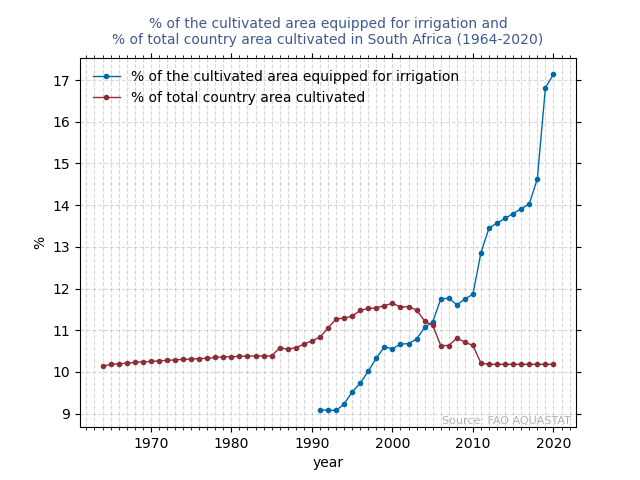 % of the cultivated area equipped for irrigation and
% of total country area cultivated in South Africa (1964-2020)
% of the cultivated area equipped for irrigation
% of total country area cultivated
17
16
15
14
13
12
11
10
9
%
Source: FAO AQUASTAT
1970 1980 1990 2000 2010 2020
year